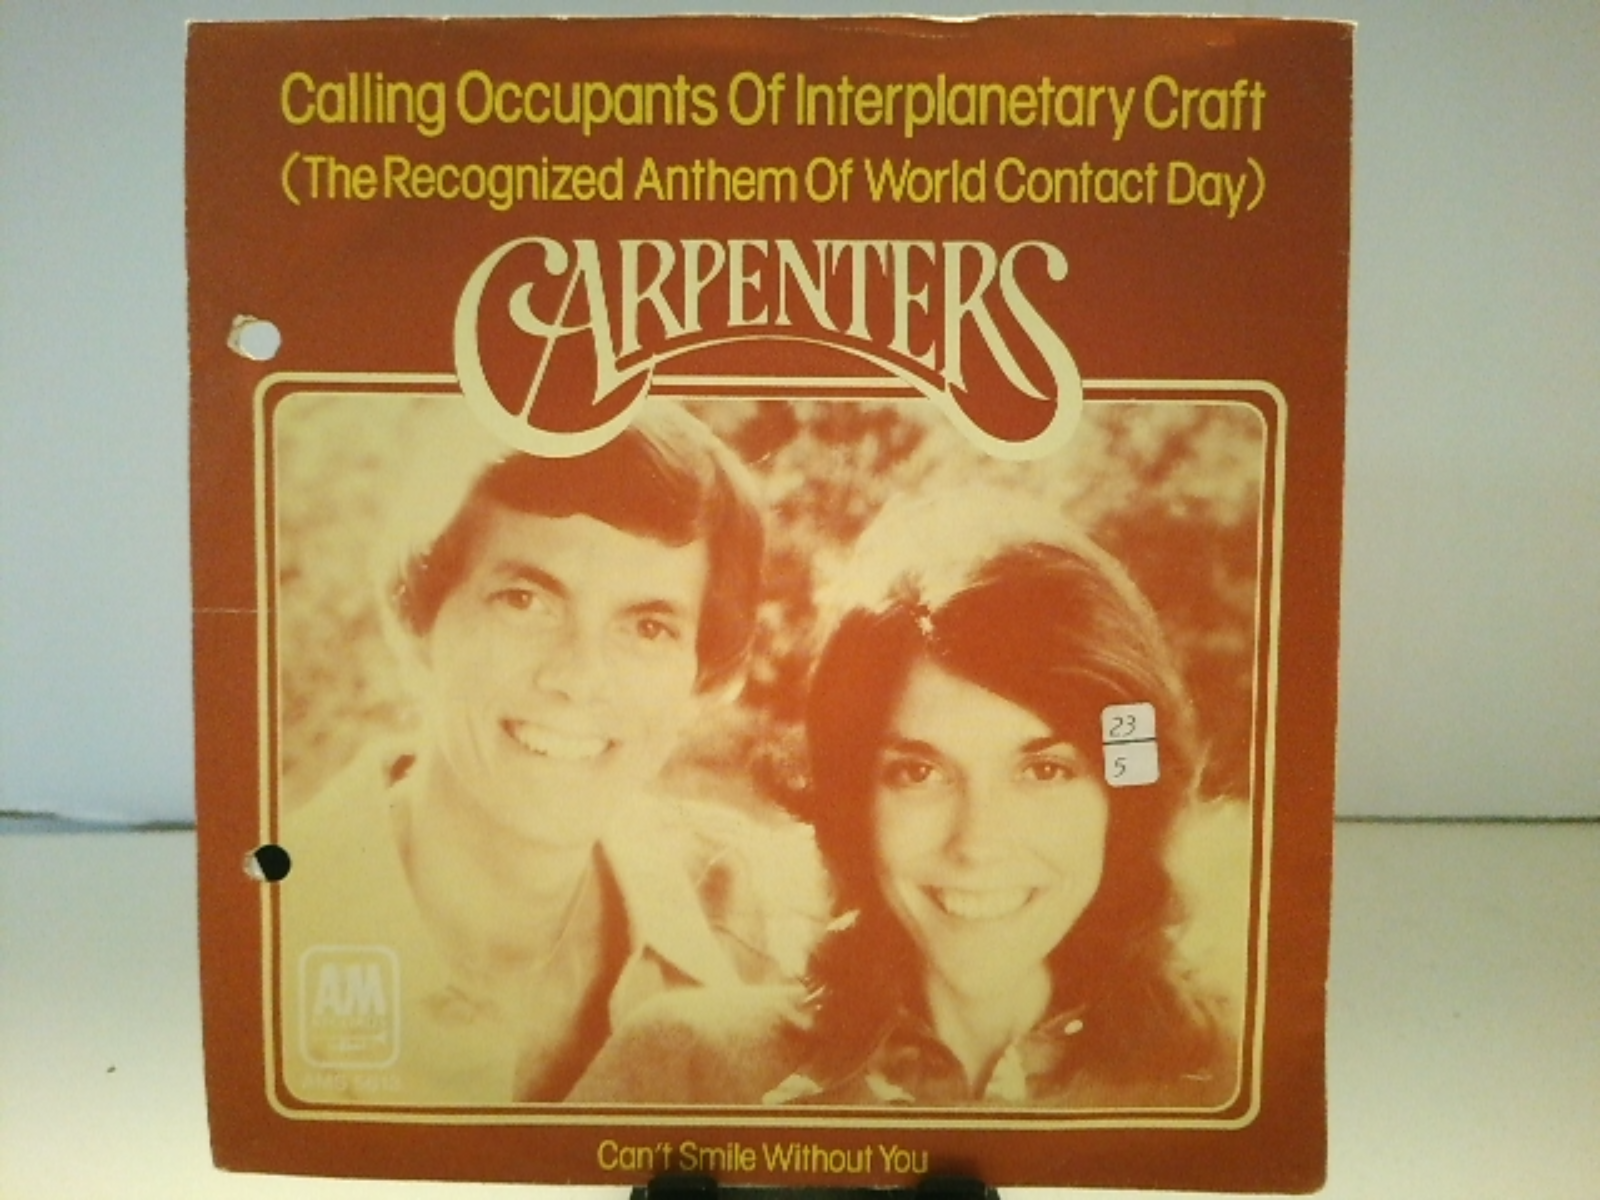 Calling Occupants Of Interplanetary Craft
(The Recognized Anthem Of World Contact Day)
CARPENTERS
23
5
AM
Can't Smile Without You